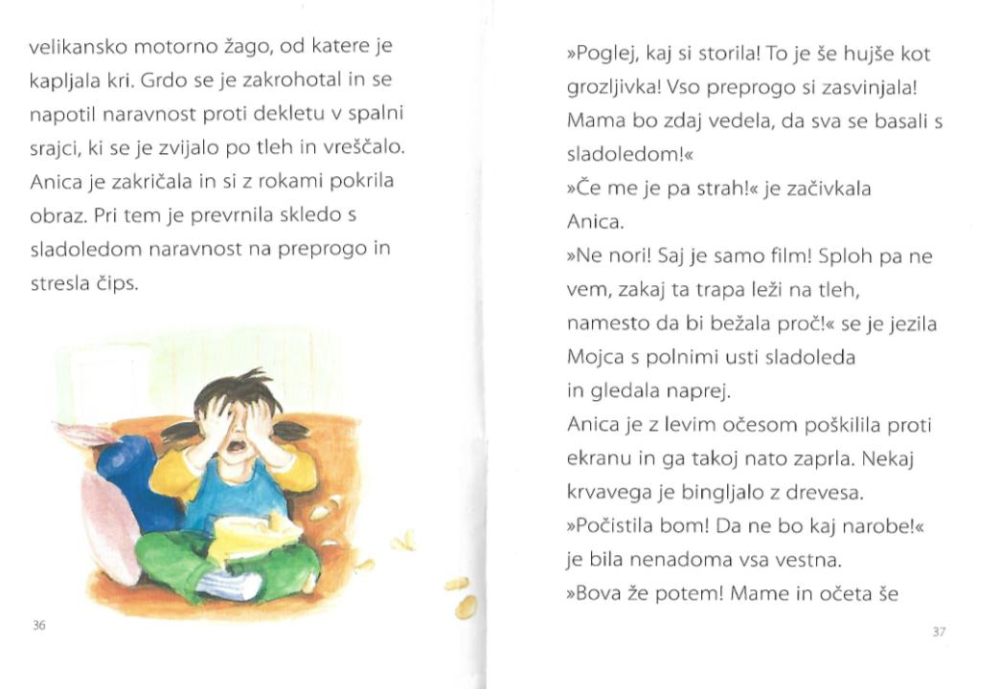 velikansko motorno žago, od katere je
kapljala kri. Grdo se je zakrohotal in se
napotil naravnost proti dekletu v spalni
srajci, ki se je zvijalo po tleh in vreščalo.
Anica je zakričala in si z rokami pokrila
obraz. Pri tem je prevrnila skledo s
sladoledom naravnost na preprogo in
stresla čips.
36
»Poglej, kaj si storila! To je še hujše kot
grozljivka! Vso preprogo si zasvinjala!
Mama bo zdaj vedela, da sva se basali s
sladoledom!«
»Če me je pa strah!« je začivkala
Anica.
»Ne nori! Saj je samo film! Sploh pa ne
vem, zakaj ta trapa leži na tleh,
namesto da bi bežala proč!« se je jezila
Mojca s polnimi usti sladoleda
in gledala naprej.
Anica je z levim očesom poškilila proti
ekranu in ga takoj nato zaprla. Nekaj
krvavega je bingljalo z drevesa.
»Počistila bom! Da ne bo kaj narobe!«
je bila nenadoma vsa vestna.
»Bova že potem! Mame in očeta še
37